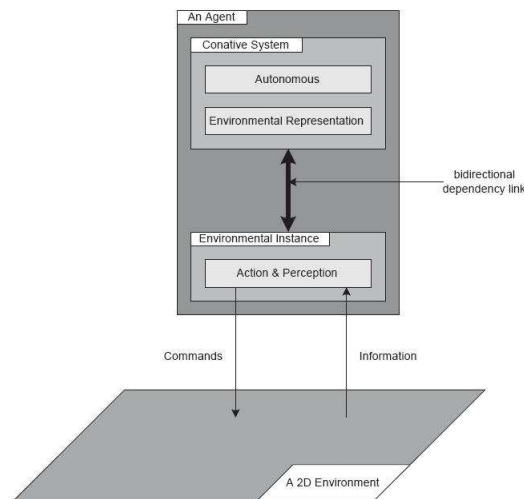 An Agent
Conative System
Autonomous
Environmental Representation
bidirectional
dependency link
Environmental Instance
Action & Perception
Commands
Information
A 2D Environment